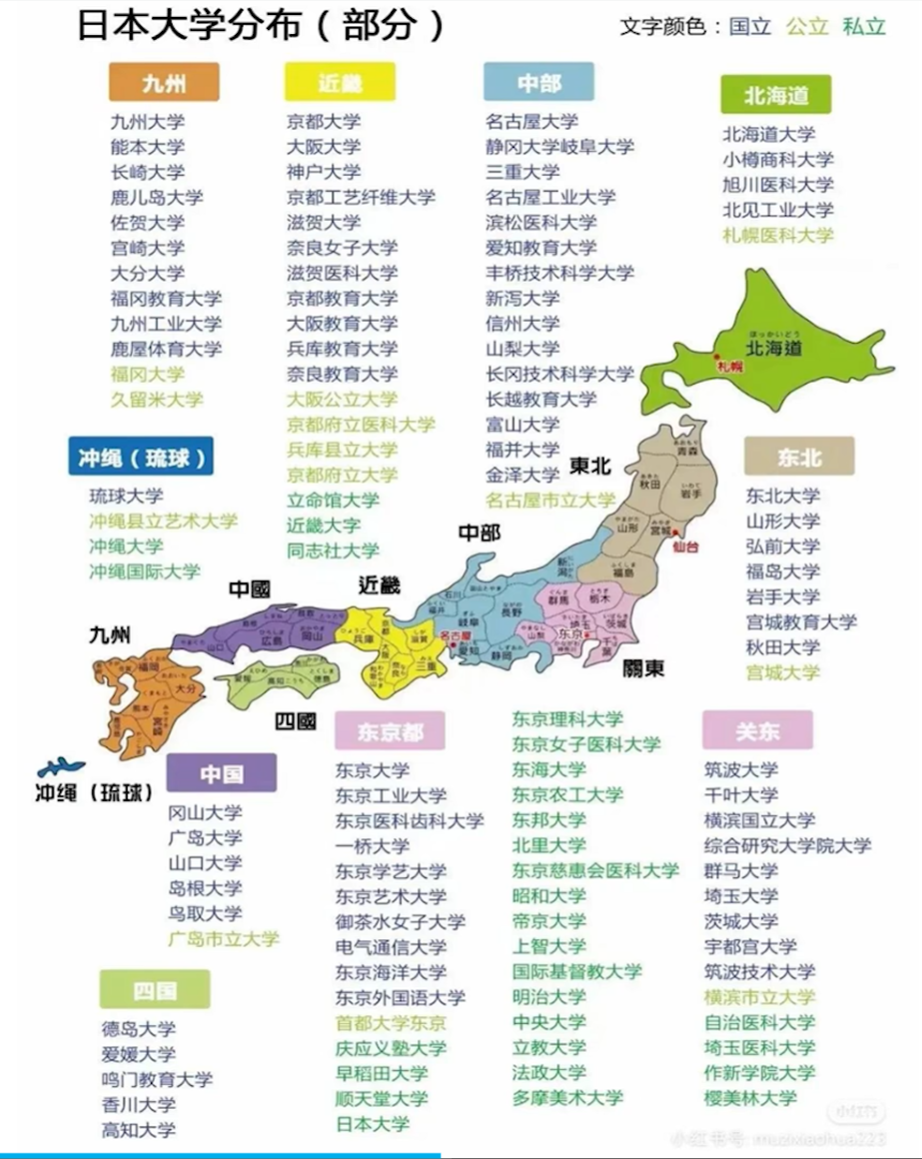 日本大学分布（部分）
文字颜色：国立 公立 私立
九州
九州大学
能本大学
长崎大学
鹿儿岛大学
佐贺大学
宫崎大学
大分大学
福冈教育大学
九州工业大学
鹿屋体育大学
福冈大学
久留米大学
近畿
京都大学
大阪大学
神户大学
京都工艺纤维大学
滋贺大学
奈良女子大学
滋贺医科大学
京都教育大学
大阪教育大学
兵库教育大学
奈良教育大学
大阪公立大学
京都府立医科大学
兵库县立大学
京都府立大学
立命馆大学
近畿大字
同志社大学
中部
名古屋大学
静冈大学岐阜大学
三重大学
名古屋工业大学
滨松医科大学
爱知教育大学
丰桥技术科学大学
新泻大学
信州大学
山梨大学
长冈技术科学大学
长越教育大学
富山大学
福井大学
金泽大学
名古屋市立大学
北海道
北海道大学
小樽商科大学
旭川医科大学
北见工业大学
札幌医科大学
ほっかいどう
北海道
札幌
冲绳（琉球）
琉球大学
冲绳县立艺术大学
冲绳大学
冲绳国际大学
东北
东北大学
山形大学
弘前大学
福岛大学
岩手大学
宫城教育大学
秋田大学
宫城大学
東北
青森
秋田
岩手
山形
宮城
仙台
福島
中部
新潟
石川
福井
長野
岐阜
山梨
静岡
愛知
名古屋
群馬
栃木
茨城
埼玉
东京
千葉
關東
近畿
兵庫
京都
滋賀
大阪
奈良
三重
中國
山口
広島
岡山
四國
愛媛
高知
徳島
九州
福岡
大分
熊本
宮崎
冲绳（琉球）
中国
冈山大学
广岛大学
山口大学
岛根大学
鸟取大学
广岛市立大学
四国
德岛大学
爱媛大学
鸣门教育大学
香川大学
高知大学
东京都
东京大学
东京工业大学
东京医科齿科大学
一桥大学
东京学艺大学
东京艺术大学
御茶水女子大学
电气通信大学
东京海洋大学
东京外国语大学
首都大学东京
庆应义塾大学
早稻田大学
顺天堂大学
日本大学
东京理科大学
东京女子医科大学
东海大学
东京农工大学
东邦大学
北里大学
东京慈惠会医科大学
昭和大学
帝京大学
上智大学
国际基督教大学
明治大学
中央大学
立教大学
法政大学
多摩美术大学
关东
筑波大学
千叶大学
横滨国立大学
综合研究大学院大学
群马大学
埼玉大学
茨城大学
宇都宫大学
筑波技术大学
横滨市立大学
自治医科大学
埼玉医科大学
作新学院大学
樱美林大学
小红书